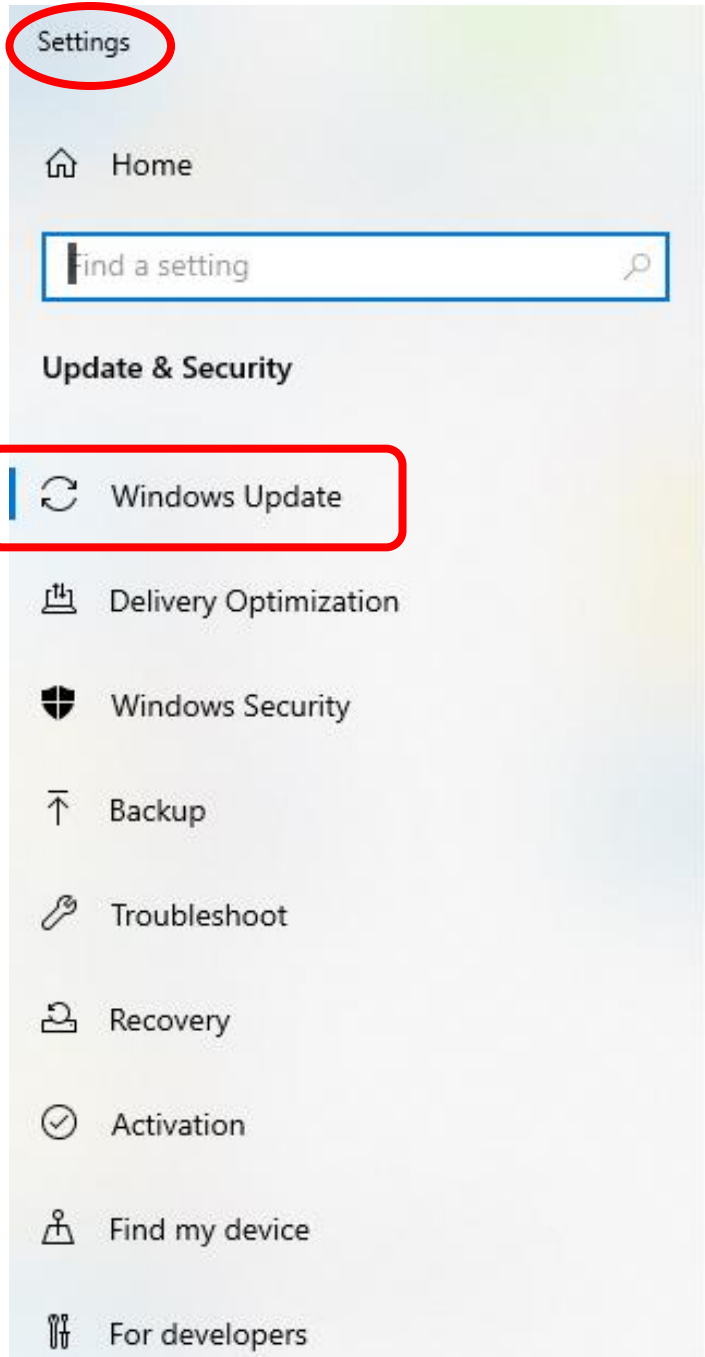 Settings
Home
Find a setting
Update & Security
Windows Update
Delivery Optimization
Windows Security
Backup
Troubleshoot
Recovery
Activation
Find my device
For developers